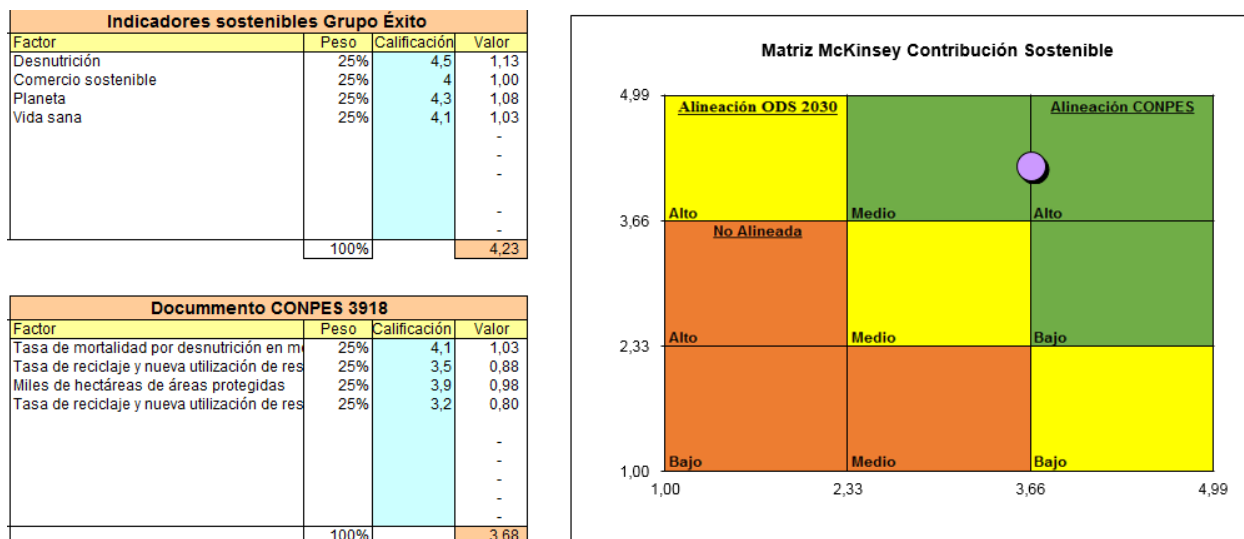 Indicadores sostenibles Grupo Éxito
Factor Peso Calificación Valor
Desnutrición 25% 4,5 1,13
Comercio sostenible 25% 4 1,00
Planeta 25% 4,3 1,08
Vida sana 25% 4,1 1,03
-
-
-
-
-
100% 4,23
Docummento CONPES 3918
Factor Peso Calificación Valor
Tasa de mortalidad por desnutrición en me 25% 4,1 1,03
Tasa de reciclaje y nueva utilización de res 25% 3,5 0,88
Miles de hectáreas de áreas protegidas 25% 3,9 0,98
Tasa de reciclaje y nueva utilización de res 25% 3,2 0,80
-
-
-
-
-
100% 3,68
Matriz McKinsey Contribución Sostenible
4,99
Alineación ODS 2030 Alineación CONPES
Alto Medio Alto
3,66
No Alineada
Alto Medio Bajo
2,33
Bajo Medio Bajo
1,00
1,00 2,33 3,66 4,99